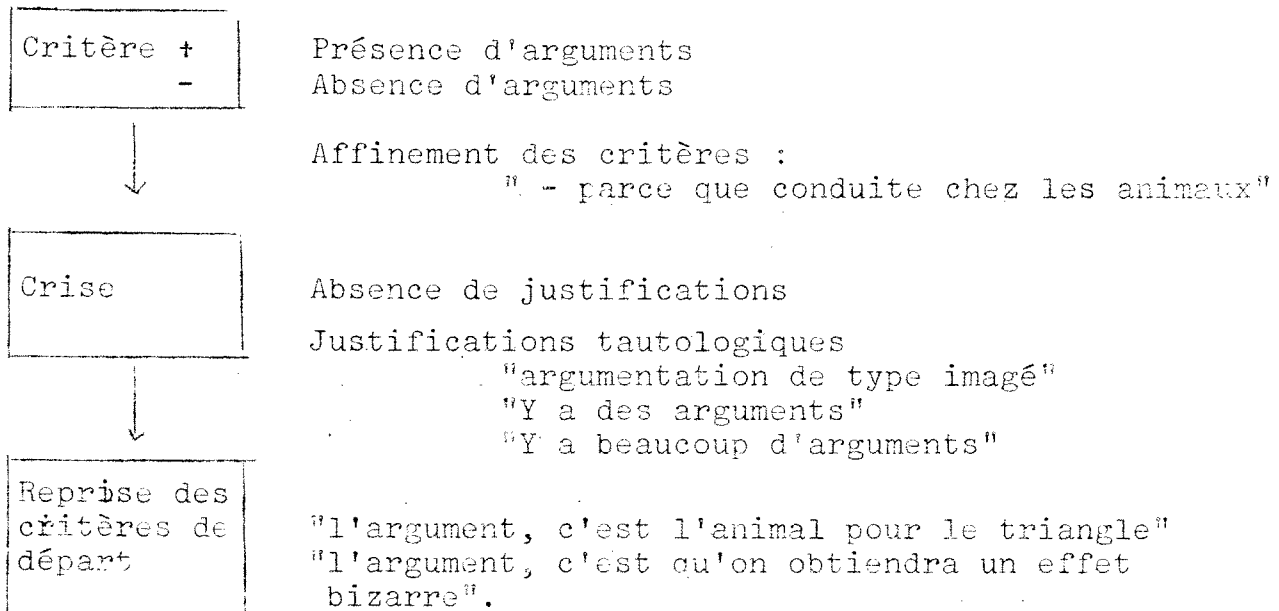 Critère +
-
Présence d'arguments
Absence d'arguments
Affinement des critères :
" - parce que conduite chez les animaux"
Crise
Absence de justifications
Justifications tautologiques
"argumentation de type imagé"
"Y a des arguments"
"Y a beaucoup d'arguments"
Reprise des
critères de
départ
"l'argument, c'est l'animal pour le triangle"
"l'argument, c'est qu'on obtiendra un effet
bizarre".